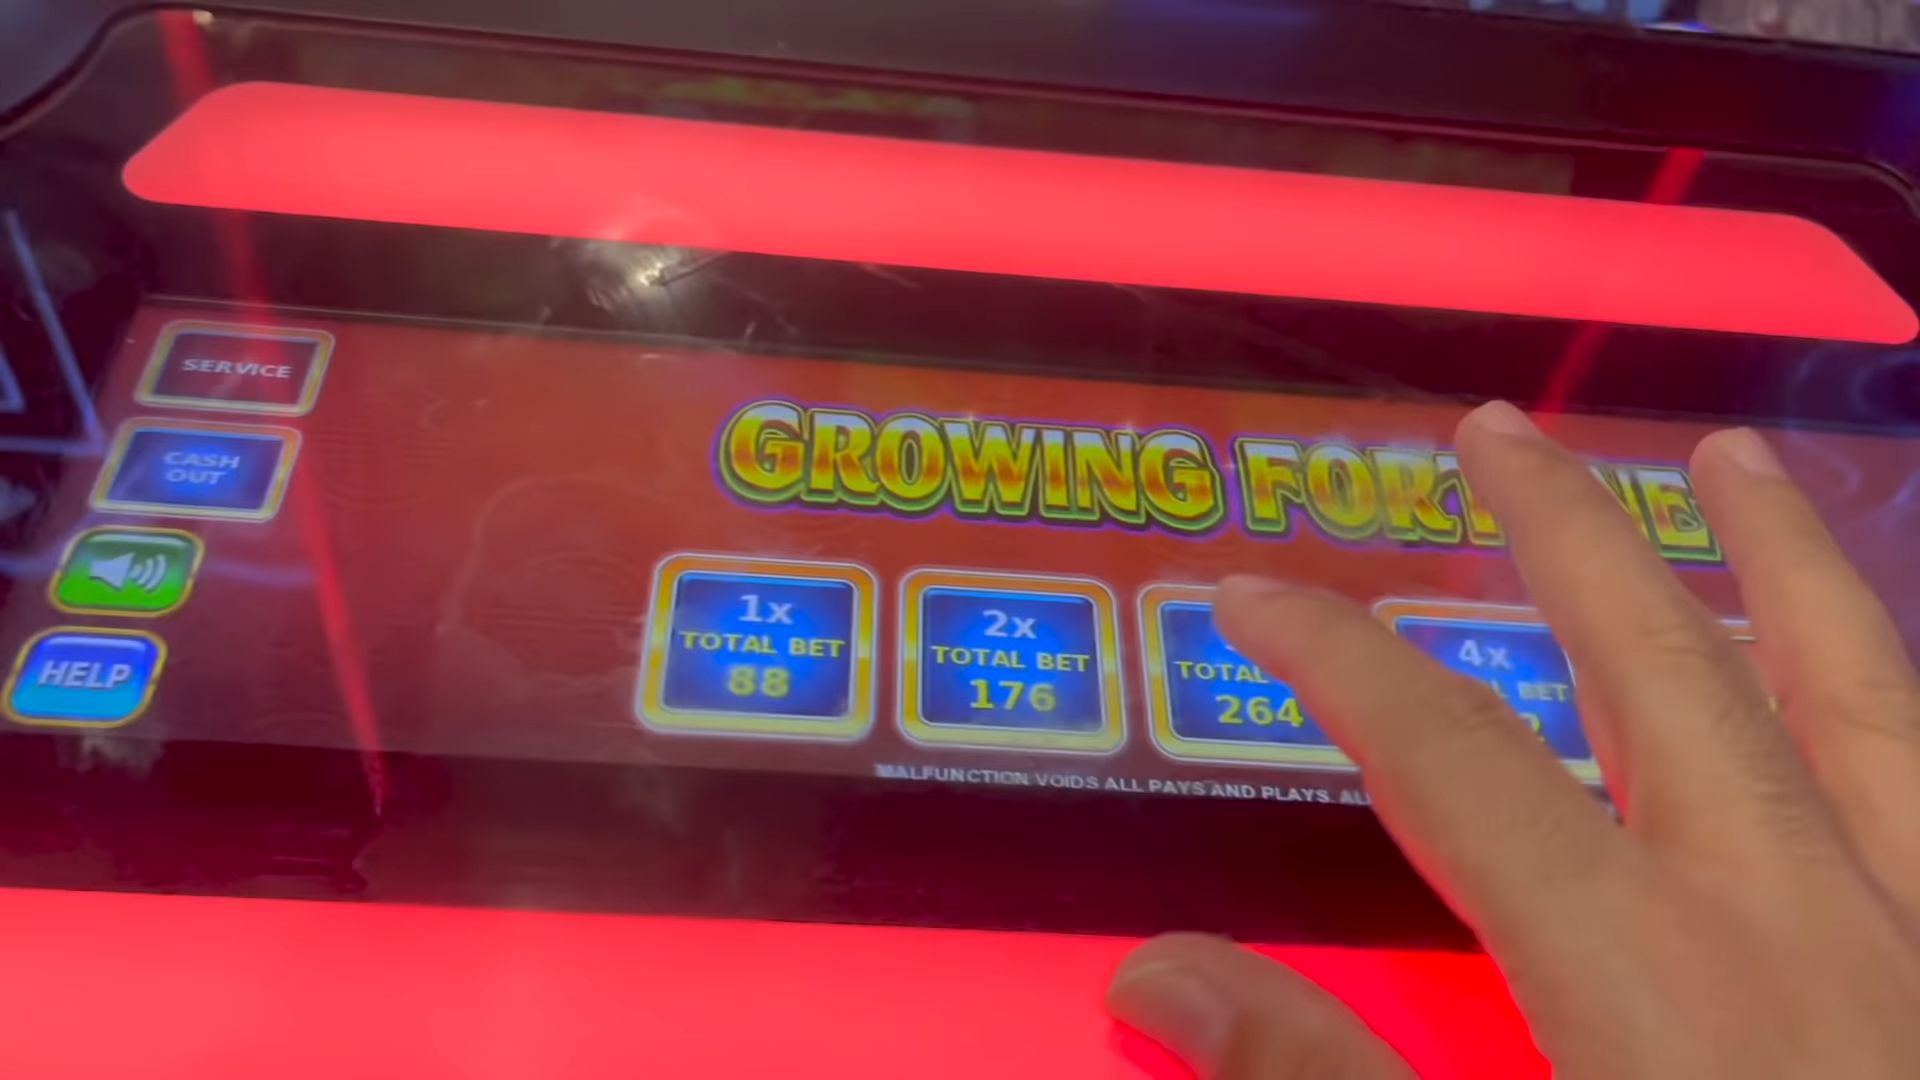 SERVICE
CASH
OUT
HELP
GROWING
1x
TOTAL BET
88
2x
TOTAL BET
176
TOTAL
264
4x
BET
MALFUNCTION VOIDS ALL PAYS AND PLAYS.